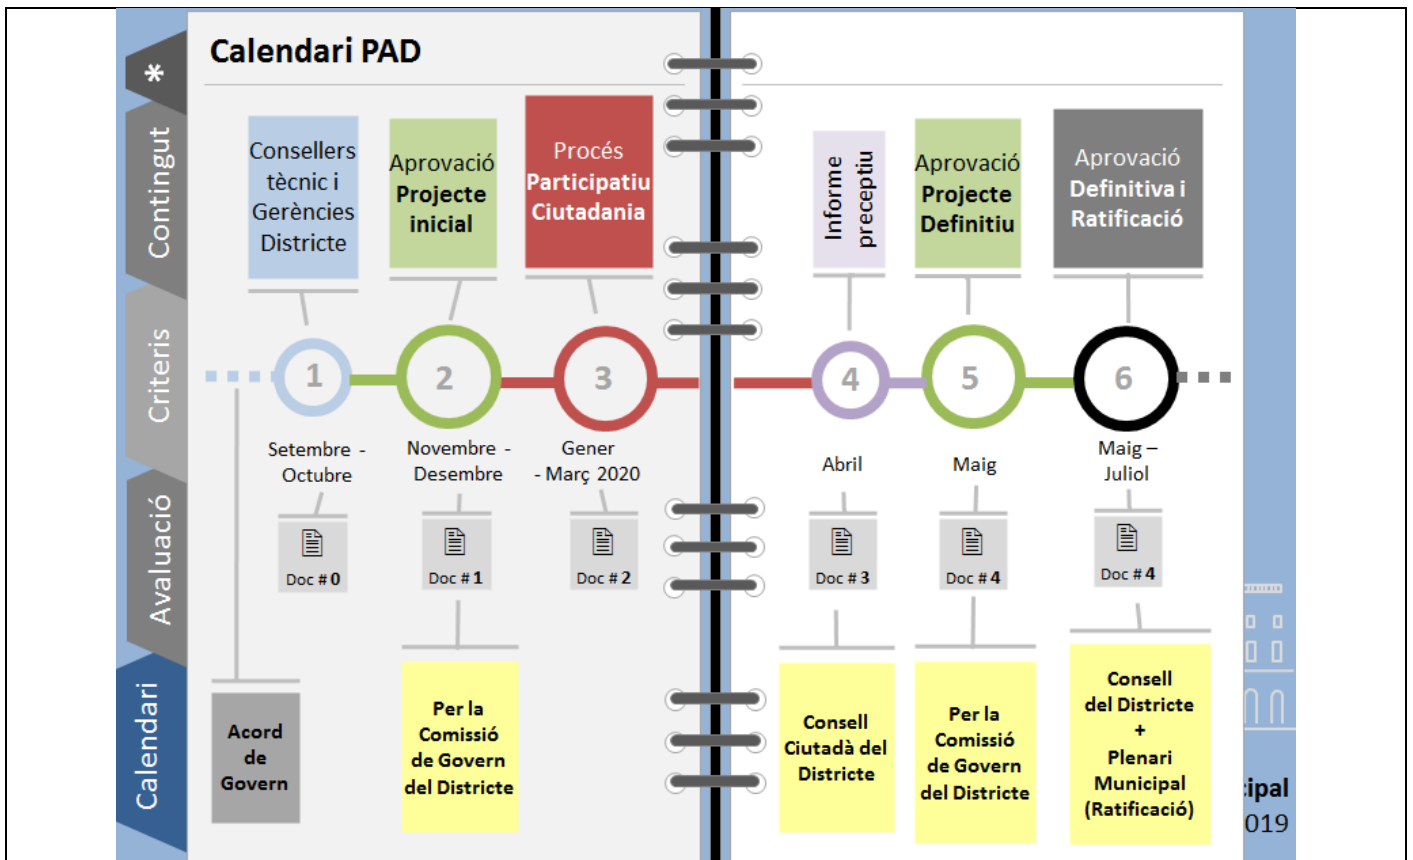 Calendari PAD
*
Contingut
Criteris
Avaluació
Calendari
Consellers
tècnic i
Gerències
Districte
Aprovació
Projecte
inicial
Procés
Participatiu
Ciutadania
Informe
preceptiu
Aprovació
Projecte
Definitiu
Aprovació
Definitiva i
Ratificació
1
2
3
4
5
6
Setembre -
Octubre
Novembre -
Desembre
Gener
- Març 2020
Abril
Maig
Maig –
Juliol
Doc # 0
Doc # 1
Doc # 2
Doc # 3
Doc # 4
Doc # 4
Acord
de
Govern
Per la
Comissió
de Govern
del Districte
Consell
Ciutadà del
Districte
Per la
Comissió
de Govern
del Districte
Consell
del Districte
+
Plenari
Municipal
(Ratificació)
cipal
019